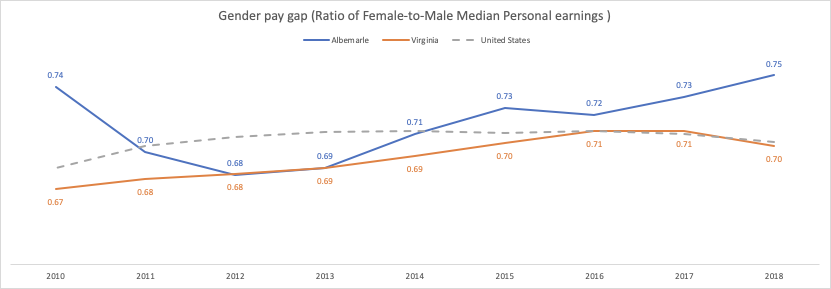 Gender pay gap (Ratio of Female-to-Male Median Personal earnings )
Albemarle Virginia United States
0.74 0.70 0.68 0.69 0.71 0.73 0.72 0.73 0.75
0.67 0.68 0.68 0.69 0.69 0.70 0.71 0.71 0.70
2010 2011 2012 2013 2014 2015 2016 2017 2018